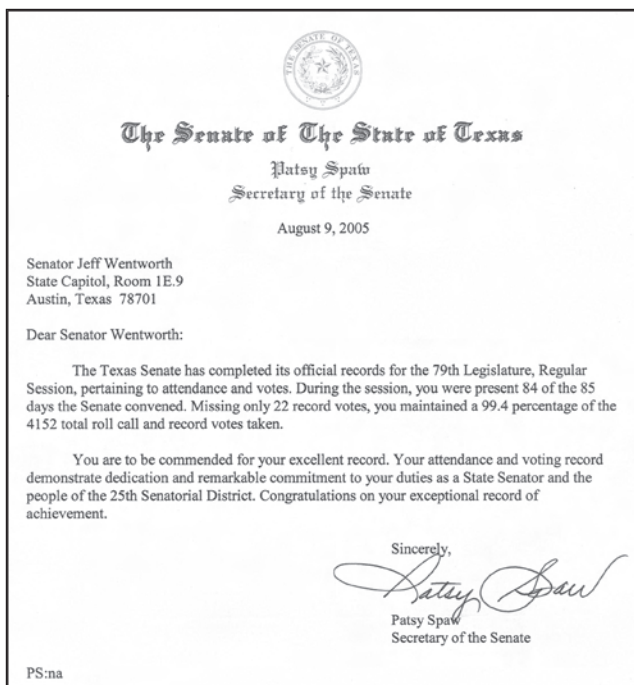 THE SENATE OF TEXAS
The Senate of The State of Texas
Patsy Spaw
Secretary of the Senate
August 9, 2005
Senator Jeff Wentworth
State Capitol, Room 1E.9
Austin, Texas  78701
Dear Senator Wentworth:
The Texas Senate has completed its official records for the 79th Legislature, Regular
Session, pertaining to attendance and votes. During the session, you were present 84 of the 85
days the Senate convened. Missing only 22 record votes, you maintained a 99.4 percentage of the
4152 total roll call and record votes taken.
You are to be commended for your excellent record. Your attendance and voting record
demonstrate dedication and remarkable commitment to your duties as a State Senator and the
people of the 25th Senatorial District. Congratulations on your exceptional record of
achievement.
Sincerely,
Patsy Spaw
Patsy Spaw
Secretary of the Senate
PS:na